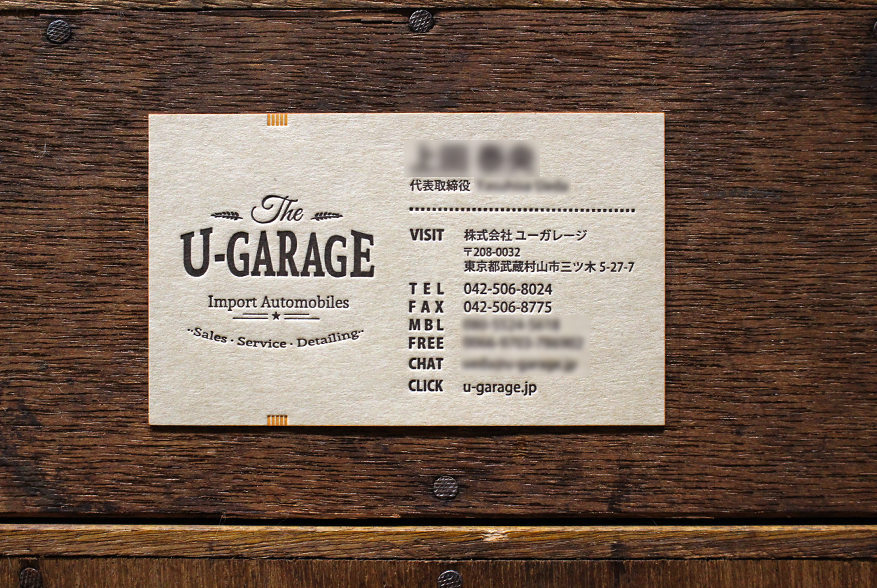 The
U-GARAGE
Import Automobiles
Sales · Service · Detailing
代表取締役
VISIT 株式会社 ユーガレージ
〒208-0032
東京都武蔵村山市三ツ木 5-27-7
TEL 042-506-8024
FAX 042-506-8775
MBL
FREE
CHAT
CLICK u-garage.jp